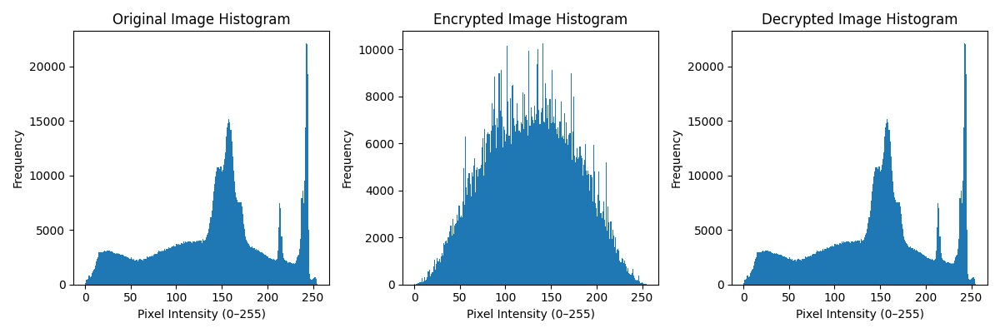 Original Image Histogram
20000
15000
10000
5000
0
0 50 100 150 200 250
Frequency
Pixel Intensity (0–255)
Encrypted Image Histogram
10000
8000
6000
4000
2000
0
0 50 100 150 200 250
Frequency
Pixel Intensity (0–255)
Decrypted Image Histogram
20000
15000
10000
5000
0
0 50 100 150 200 250
Frequency
Pixel Intensity (0–255)